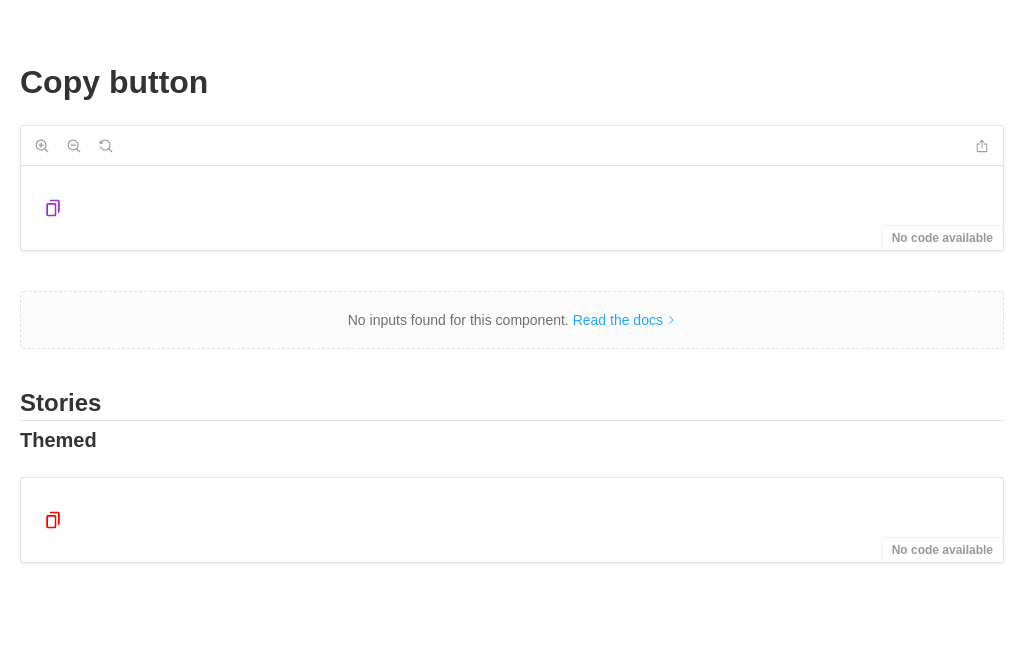 Copy button
No code available
No inputs found for this component. Read the docs
Stories
Themed
No code available